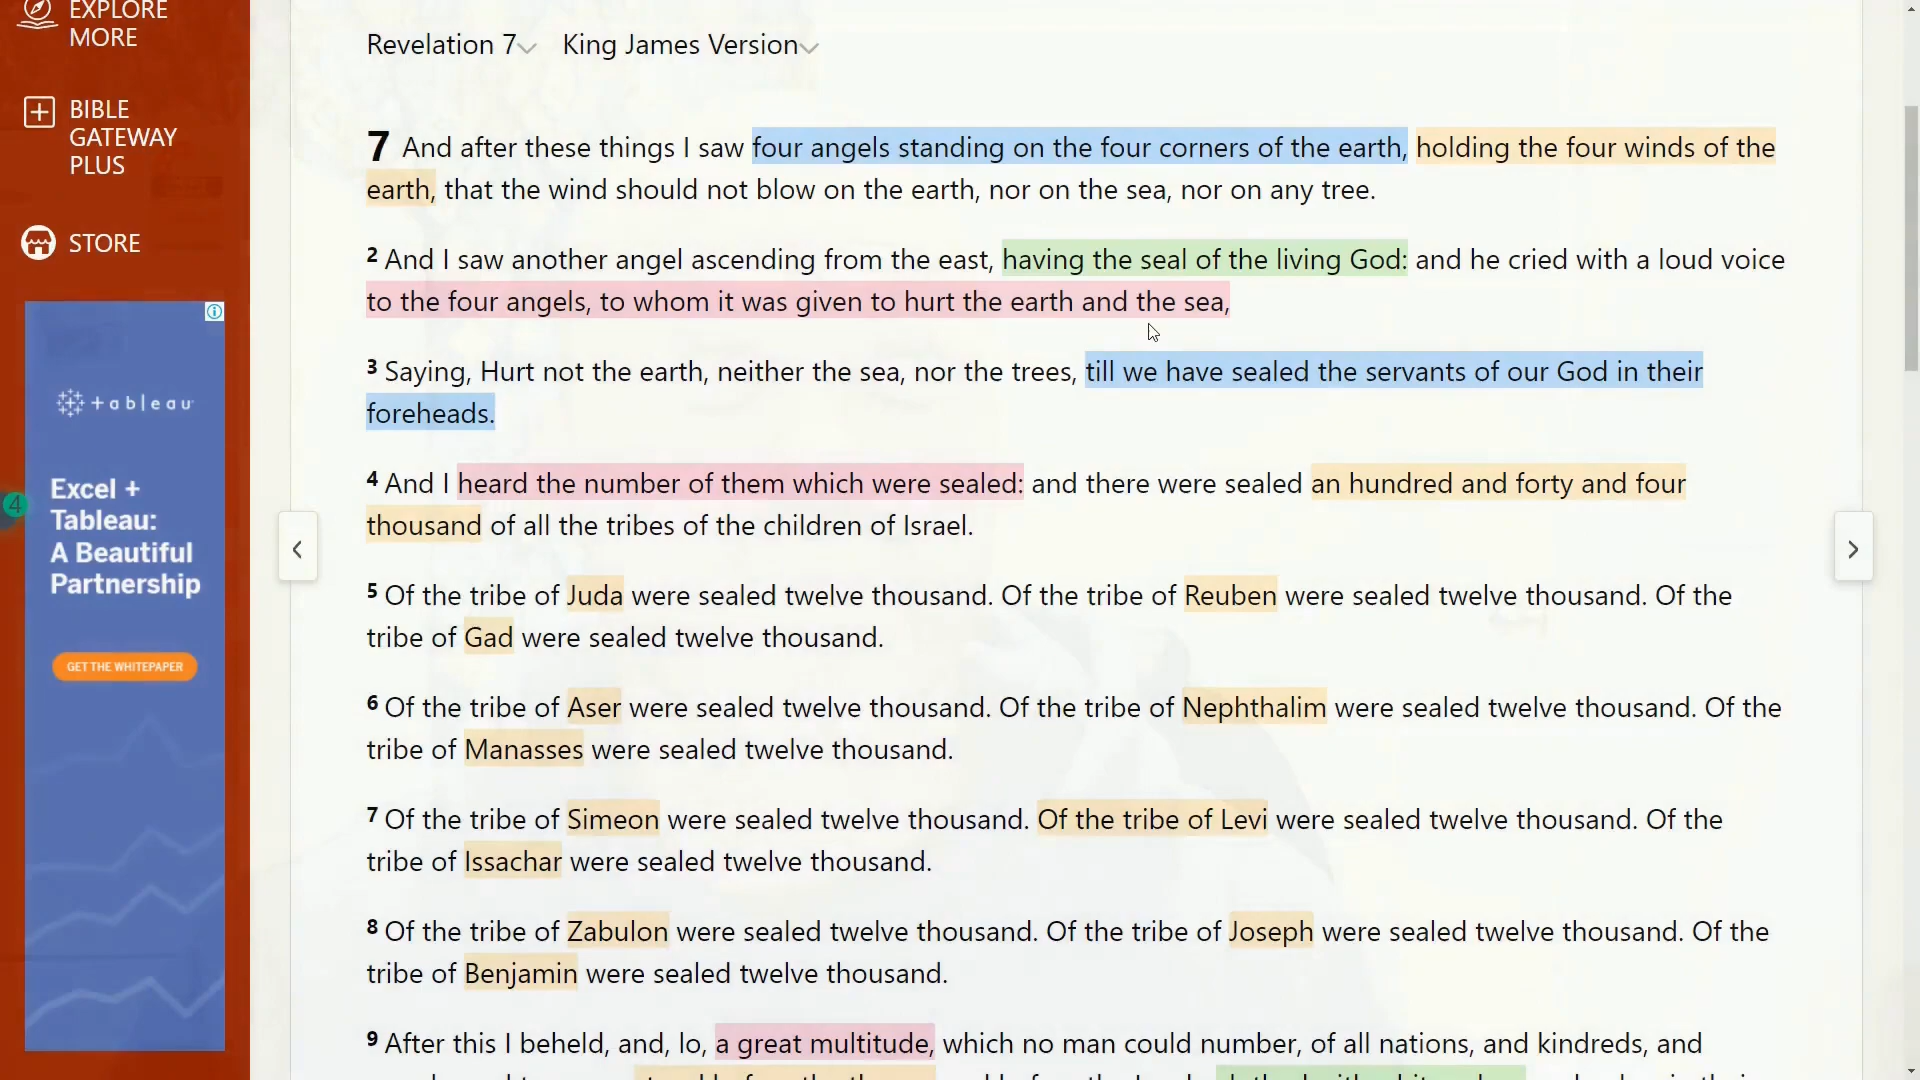 EXPLORE
MORE
BIBLE
GATEWAY
PLUS
STORE
+ a b l e a u
Excel +
Tableau:
A Beautiful
Partnership
GET THE WHITEPAPER
4
Revelation 7 King James Version
7 And after these things I saw four angels standing on the four corners of the earth, holding the four winds of the
earth, that the wind should not blow on the earth, nor on the sea, nor on any tree.
2 And I saw another angel ascending from the east, having the seal of the living God: and he cried with a loud voice
to the four angels, to whom it was given to hurt the earth and the sea,
3 Saying, Hurt not the earth, neither the sea, nor the trees, till we have sealed the servants of our God in their
foreheads.
4 And I heard the number of them which were sealed: and there were sealed an hundred and forty and four
thousand of all the tribes of the children of Israel.
5 Of the tribe of Juda were sealed twelve thousand. Of the tribe of Reuben were sealed twelve thousand. Of the
tribe of Gad were sealed twelve thousand.
6 Of the tribe of Aser were sealed twelve thousand. Of the tribe of Nephthalim were sealed twelve thousand. Of the
tribe of Manasses were sealed twelve thousand.
7 Of the tribe of Simeon were sealed twelve thousand. Of the tribe of Levi were sealed twelve thousand. Of the
tribe of Issachar were sealed twelve thousand.
8 Of the tribe of Zabulon were sealed twelve thousand. Of the tribe of Joseph were sealed twelve thousand. Of the
tribe of Benjamin were sealed twelve thousand.
9 After this I beheld, and, lo, a great multitude, which no man could number, of all nations, and kindreds, and